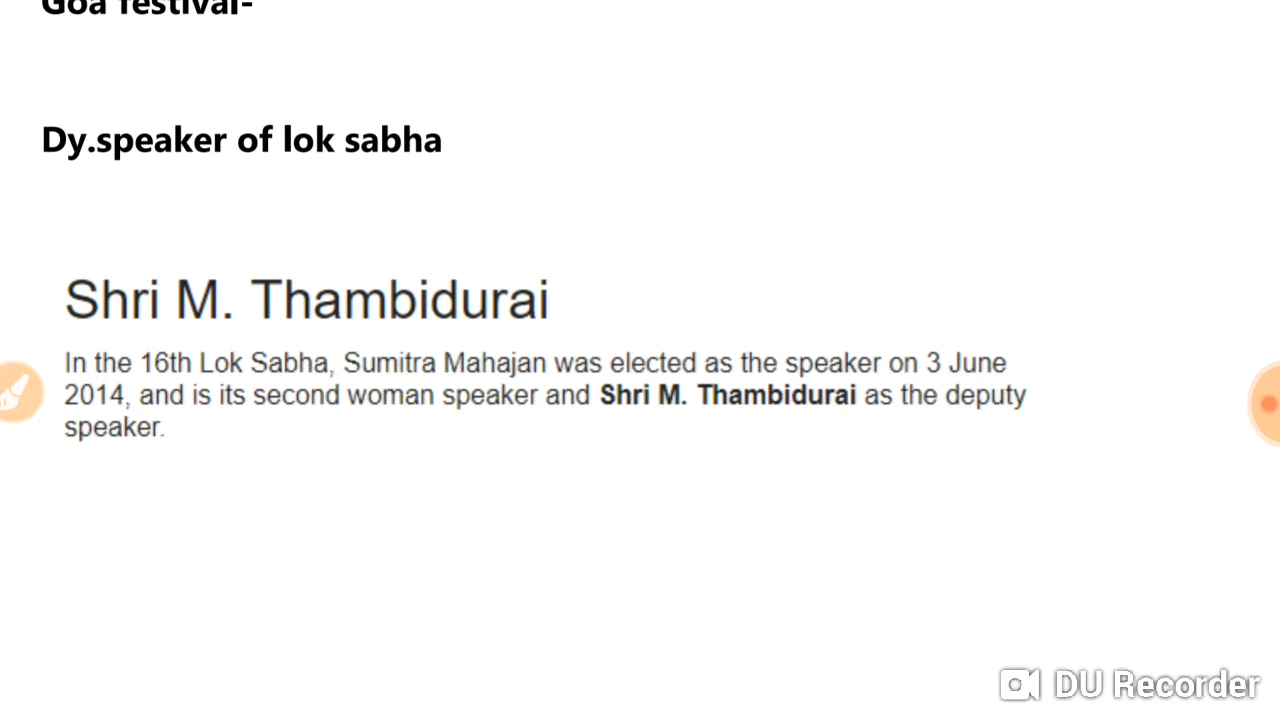 Goa festival-
Dy.speaker of lok sabha
Shri M. Thambidurai
In the 16th Lok Sabha, Sumitra Mahajan was elected as the speaker on 3 June
2014, and is its second woman speaker and Shri M. Thambidurai as the deputy
speaker.
DU Recorder